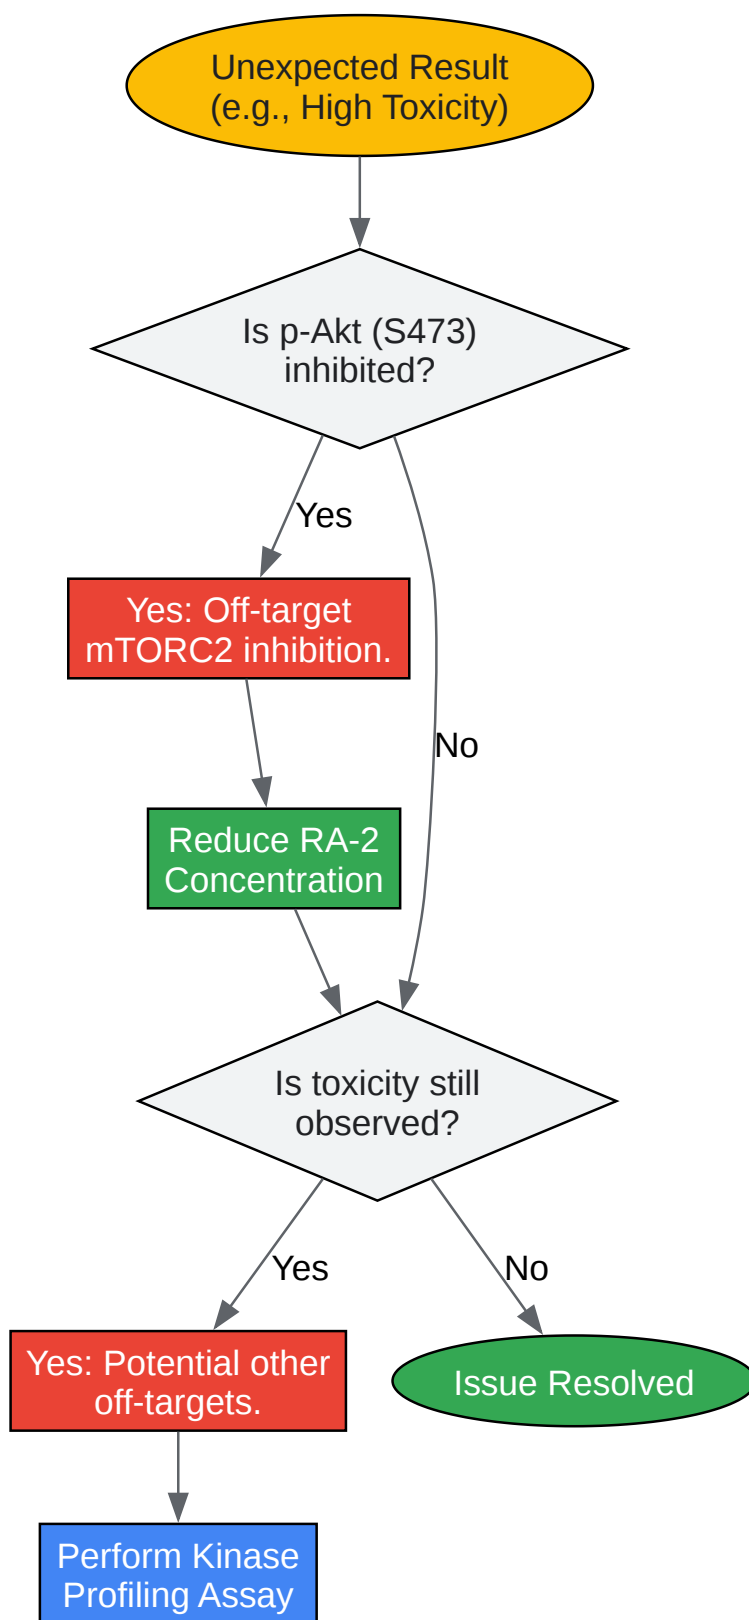 Unexpected Result
(e.g., High Toxicity)
Is p-Akt (S473)
inhibited?
Yes
Yes: Off-target
mTORC2 inhibition.
No
Reduce RA-2
Concentration
Is toxicity still
observed?
Yes
No
Yes: Potential other
off-targets.
Issue Resolved
Perform Kinase
Profiling Assay